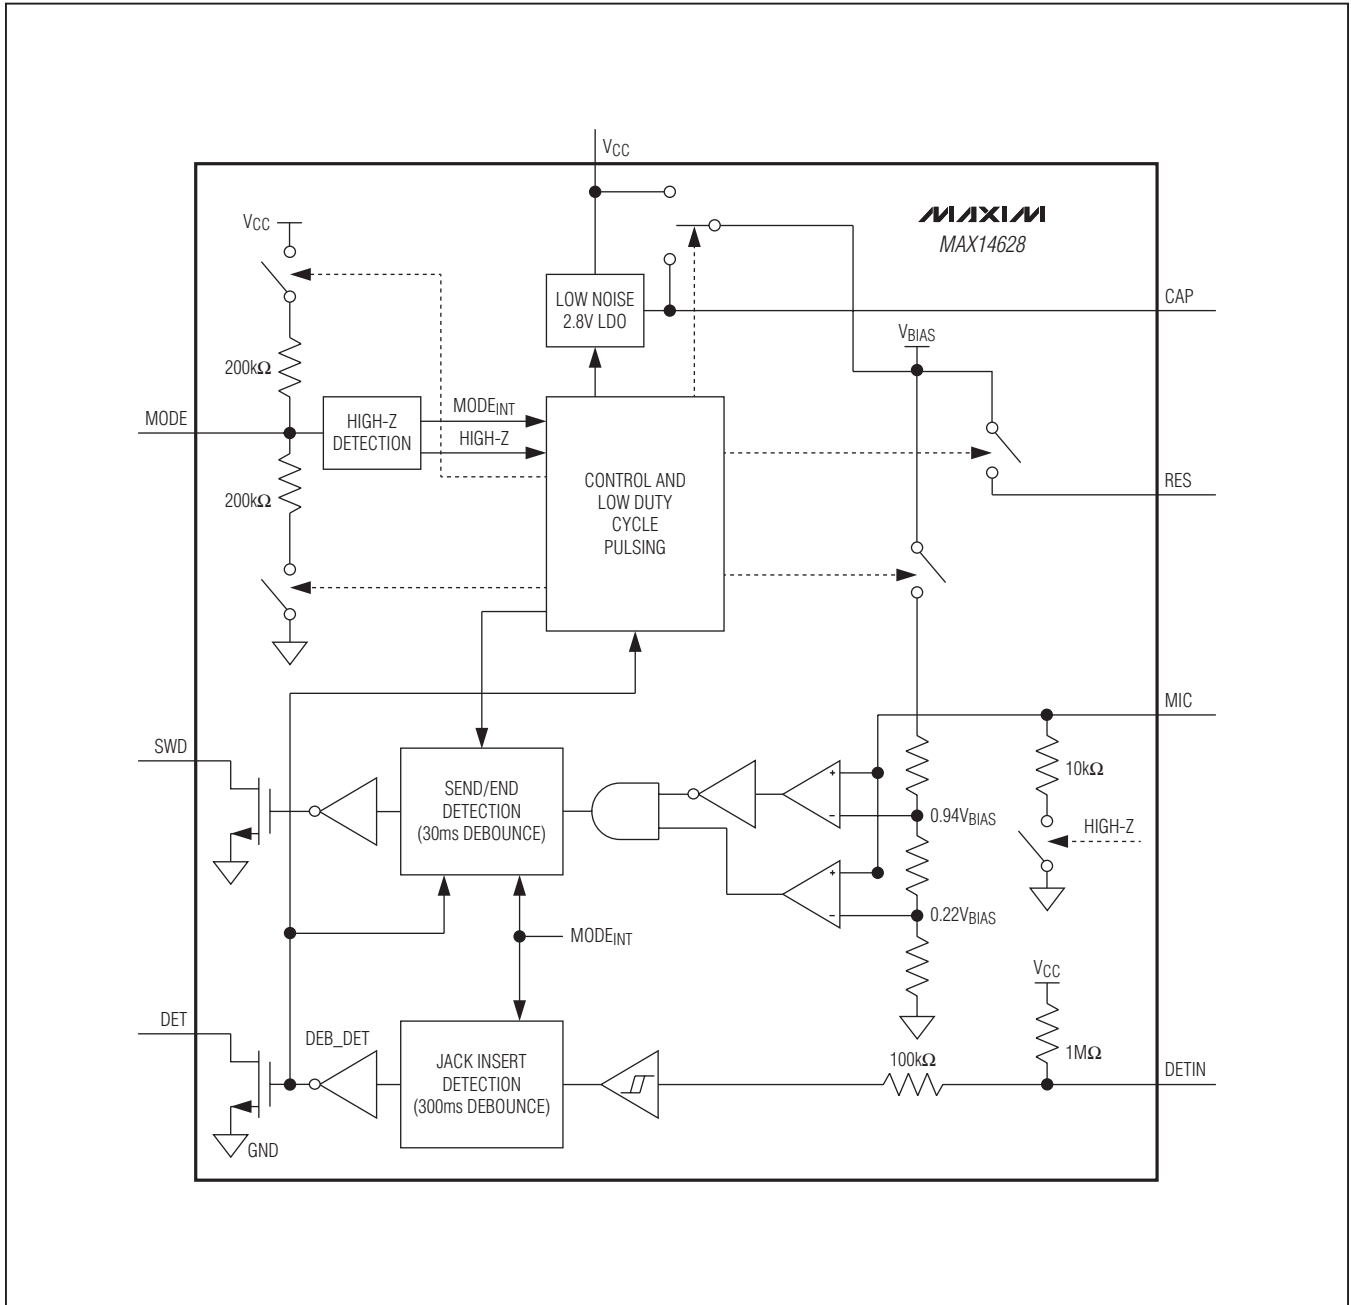 VCC
MAXIM
MAX14628
VCC
LOW NOISE
2.8V LDO
CAP
VBIAS
200kΩ
MODE
HIGH-Z
DETECTION
MODEINT
HIGH-Z
CONTROL AND
LOW DUTY
CYCLE
PULSING
RES
200kΩ
MIC
SWD
SEND/END
DETECTION
(30ms DEBOUNCE)
+
−
0.94VBIAS
10kΩ
HIGH-Z
+
−
0.22VBIAS
MODEINT
VCC
DET
DEB_DET
JACK INSERT
DETECTION
(300ms DEBOUNCE)
100kΩ
1MΩ
DETIN
GND